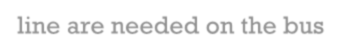 line are needed on the bus